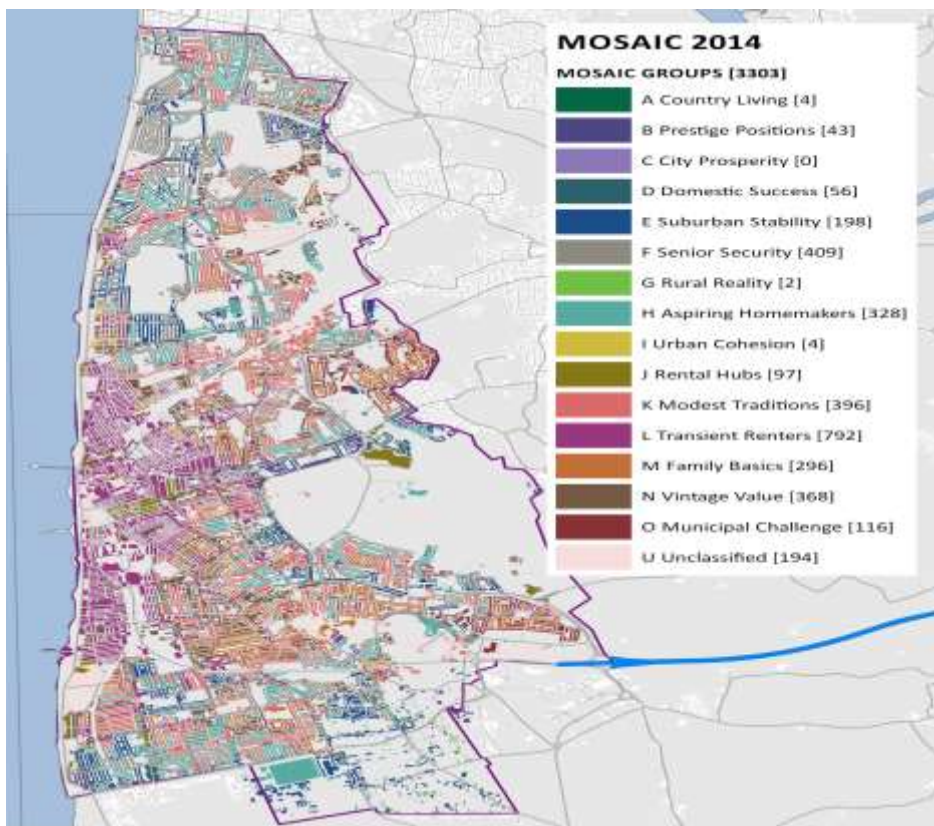 MOSAIC 2014
MOSAIC GROUPS [3303]
A Country Living [4]
B Prestige Positions [43]
C City Prosperity [0]
D Domestic Success [56]
E Suburban Stability [198]
F Senior Security [409]
G Rural Reality [2]
H Aspiring Homemakers [328]
I Urban Cohesion [4]
J Rental Hubs [97]
K Modest Traditions [396]
L Transient Renters [792]
M Family Basics [296]
N Vintage Value [368]
O Municipal Challenge [116]
U Unclassified [194]